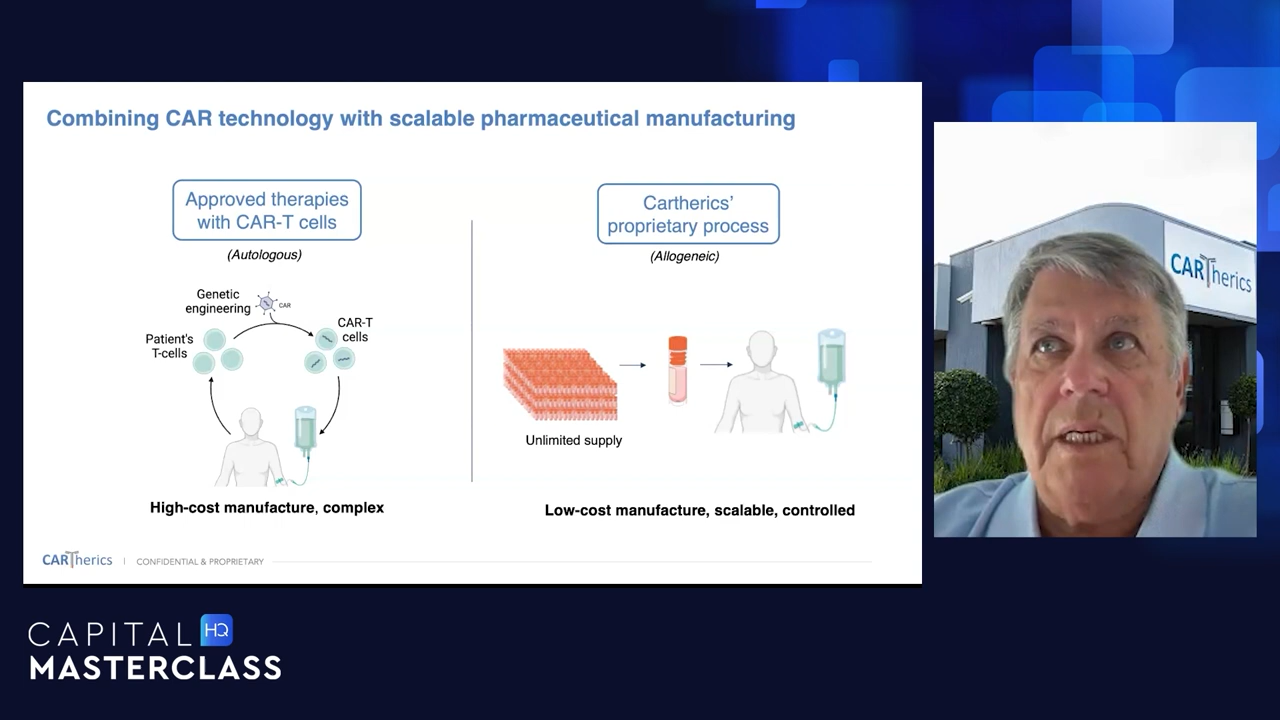 Combining CAR technology with scalable pharmaceutical manufacturing
Approved therapies
with CAR-T cells
(Autologous)
Genetic
engineering
CAR
Patient's
T-cells
CAR-T
cells
High-cost manufacture, complex
Cartherics’
proprietary process
(Allogeneic)
Unlimited supply
Low-cost manufacture, scalable, controlled
CARTherics | CONFIDENTIAL & PROPRIETARY
CARTherics
CAPITAL HQ
MASTERCLASS